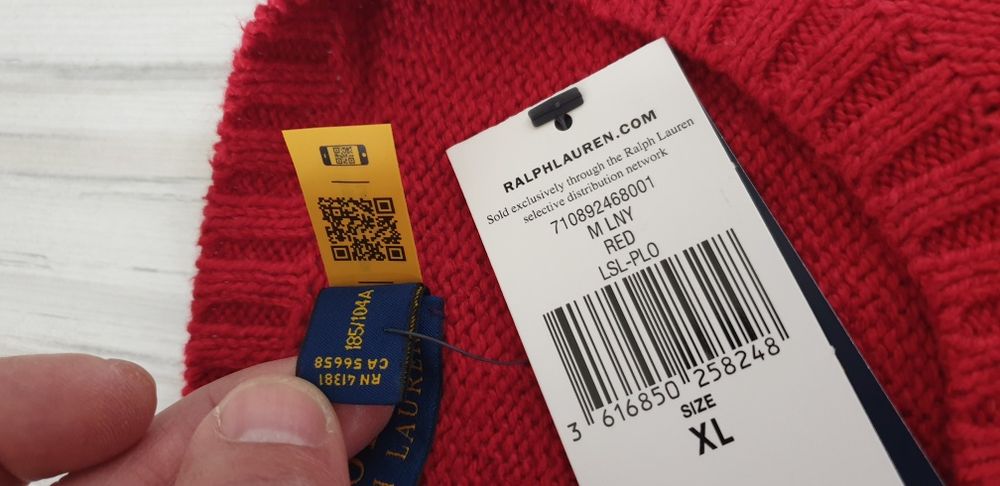 RALPHLAUREN.COM
Sold exclusively through the Ralph Lauren
selective distribution network
710892468001
M LNY
RED
LSL-PLO
3 616850 258248
SIZE
XL
185/104A
CA 56658
RN 41381
LAUREN